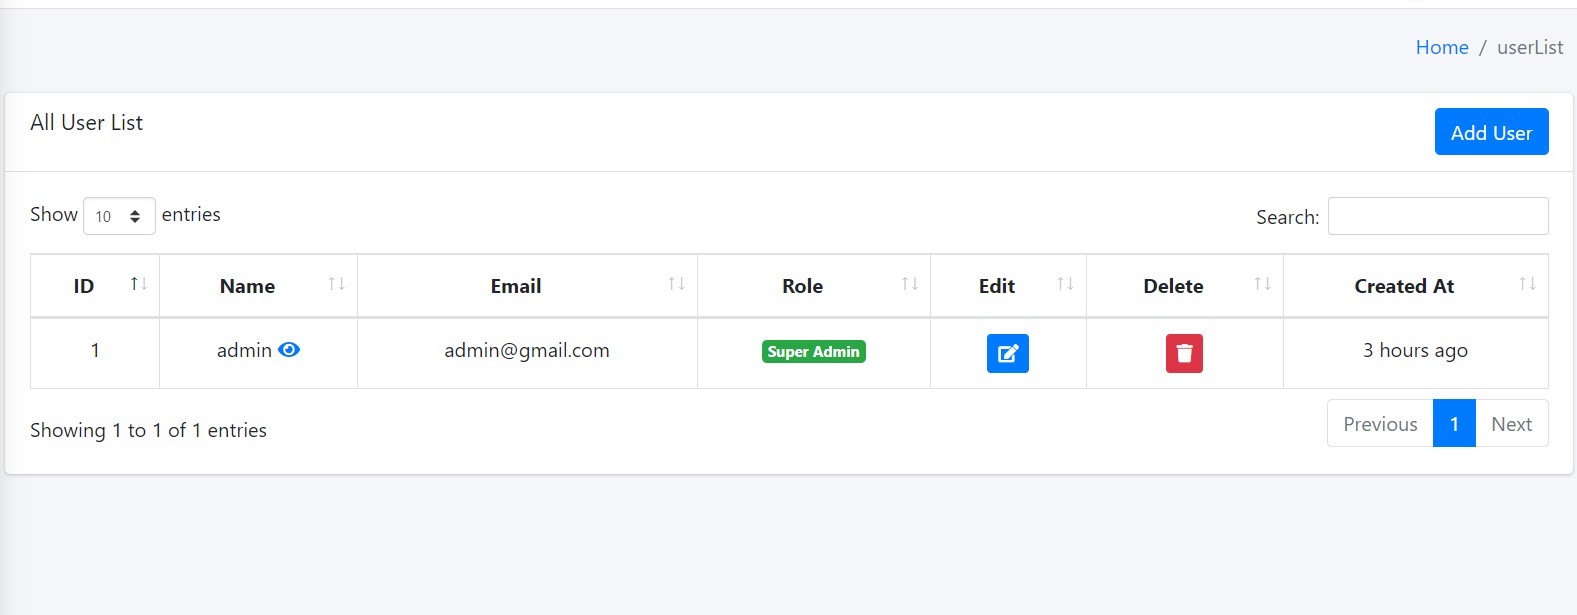 Home / userList
All User List
Add User
Show 10 entries
Search:
ID Name Email Role Edit Delete Created At
1 admin admin@gmail.com Super Admin 3 hours ago
Showing 1 to 1 of 1 entries
Previous 1 Next